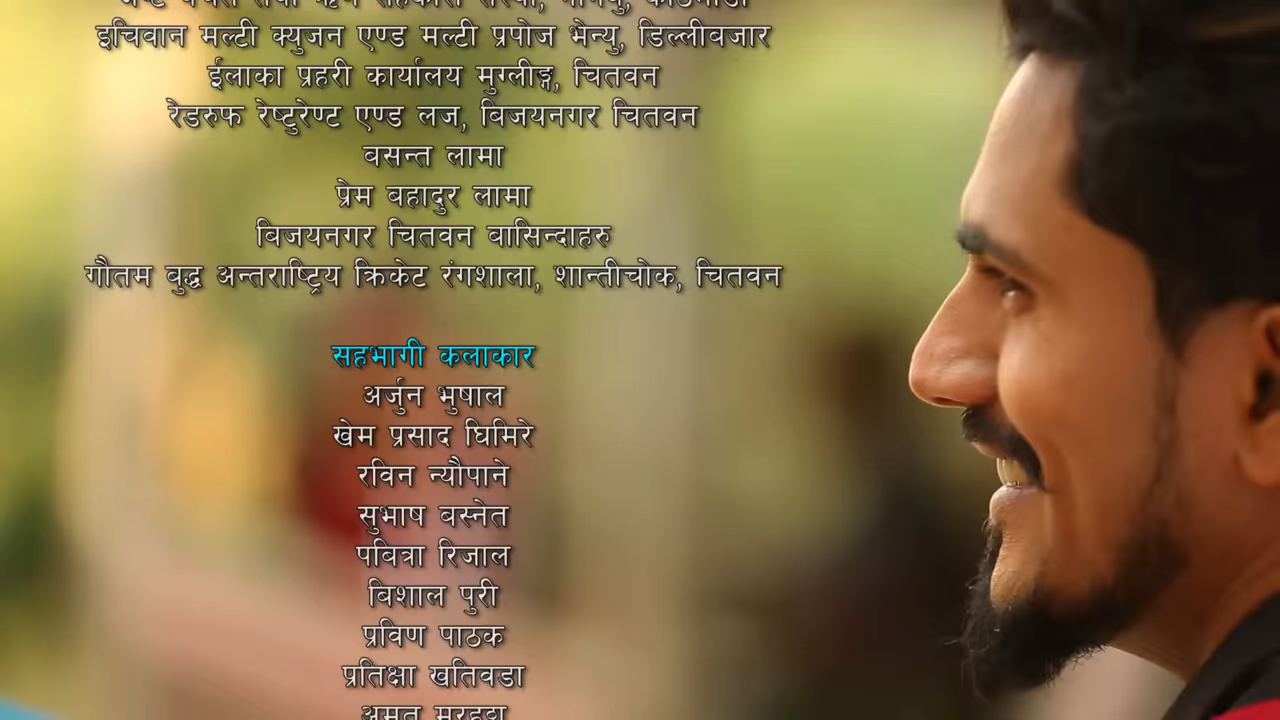 इचिवान मल्टी क्युजन एण्ड मल्टी प्रपोज भेन्यु, डिल्लीबजार
ईलाका प्रहरी कार्यालय मुग्लीङ्ग, चितवन
रेडरुफ रेष्टुरेण्ट एण्ड लज, बिजयनगर चितवन
बसन्त लामा
प्रेम बहादुर लामा
बिजयनगर चितवन बासिन्दाहरु
गौतम बुद्ध अन्तराष्ट्रिय क्रिकेट रंगशाला, शान्तीचोक, चितवन
सहभागी कलाकार
अर्जुन भुषाल
खेम प्रसाद घिमिरे
रविन न्यौपाने
सुभाष बस्नेत
पबित्रा रिजाल
बिशाल पुरी
प्रविण पाठक
प्रतिक्षा खतिवडा